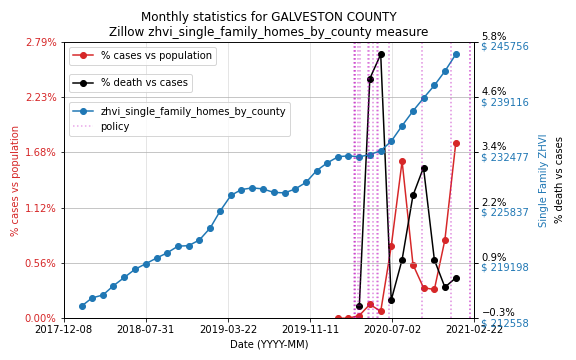 Monthly statistics for GALVESTON COUNTY
Zillow zhvi_single_family_homes_by_county measure
% cases vs population
% death vs cases
zhvi_single_family_homes_by_county
policy
2.79%
2.23%
1.68%
1.12%
0.56%
0.00%
% cases vs population
5.8%
$ 245756
4.6%
$ 239116
3.4%
$ 232477
2.2%
$ 225837
0.9%
$ 219198
−0.3%
$ 212558
Single Family ZHVI
% death vs cases
2017-12-08
2018-07-31
2019-03-22
2019-11-11
2020-07-02
2021-02-22
Date (YYYY-MM)